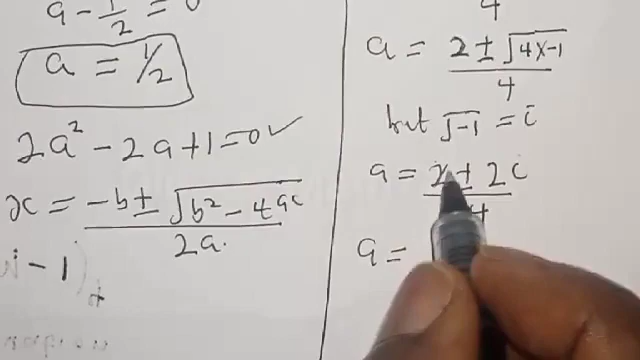 a - 1/2 = 0
a = 1/2
2a² - 2a + 1 = 0 ✓
x = (-b ± √(b² - 4ac)) / 2a.
- 1)
4
a = (2 ± √(4x-1)) / 4
but √-1 = i
a = (2 ± 2i) / 4
a =